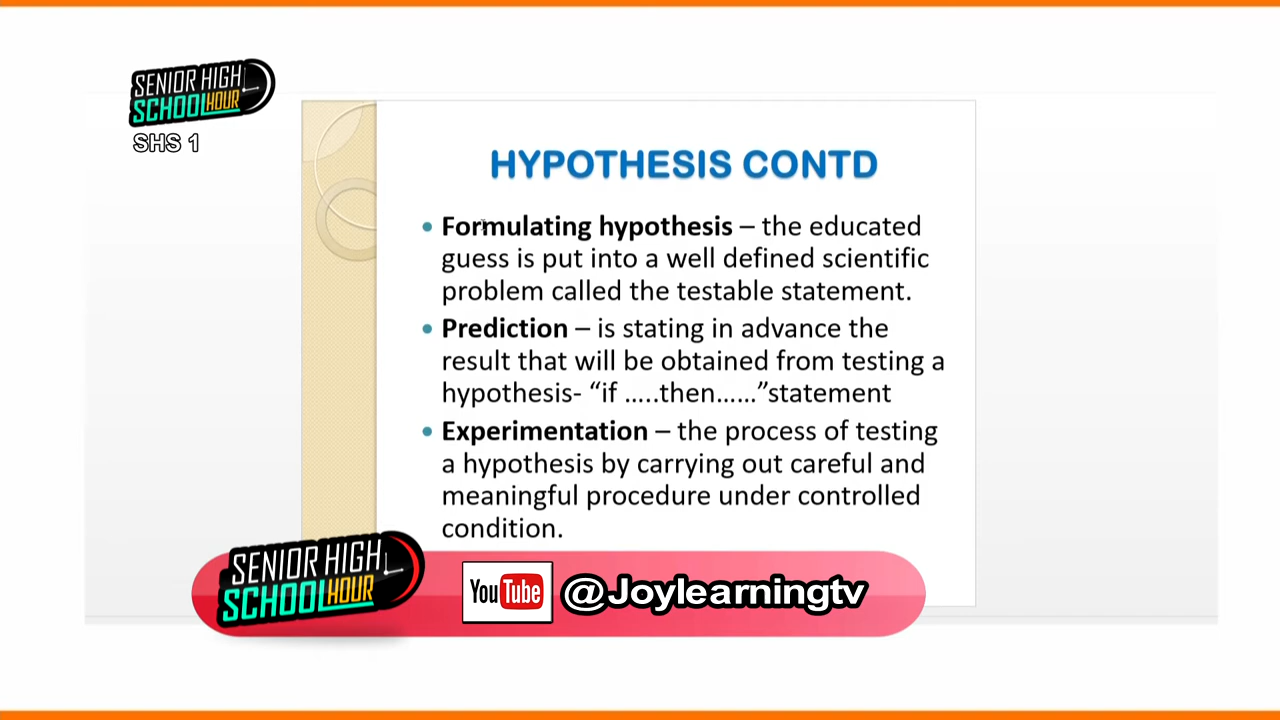 SENIOR HIGH
SCHOOL HOUR
SHS 1
HYPOTHESIS CONTD
• Formulating hypothesis – the educated
guess is put into a well defined scientific
problem called the testable statement.
• Prediction – is stating in advance the
result that will be obtained from testing a
hypothesis- “if …..then……”statement
• Experimentation – the process of testing
a hypothesis by carrying out careful and
meaningful procedure under controlled
condition.
SENIOR HIGH
SCHOOL HOUR
YouTube @Joylearningtv